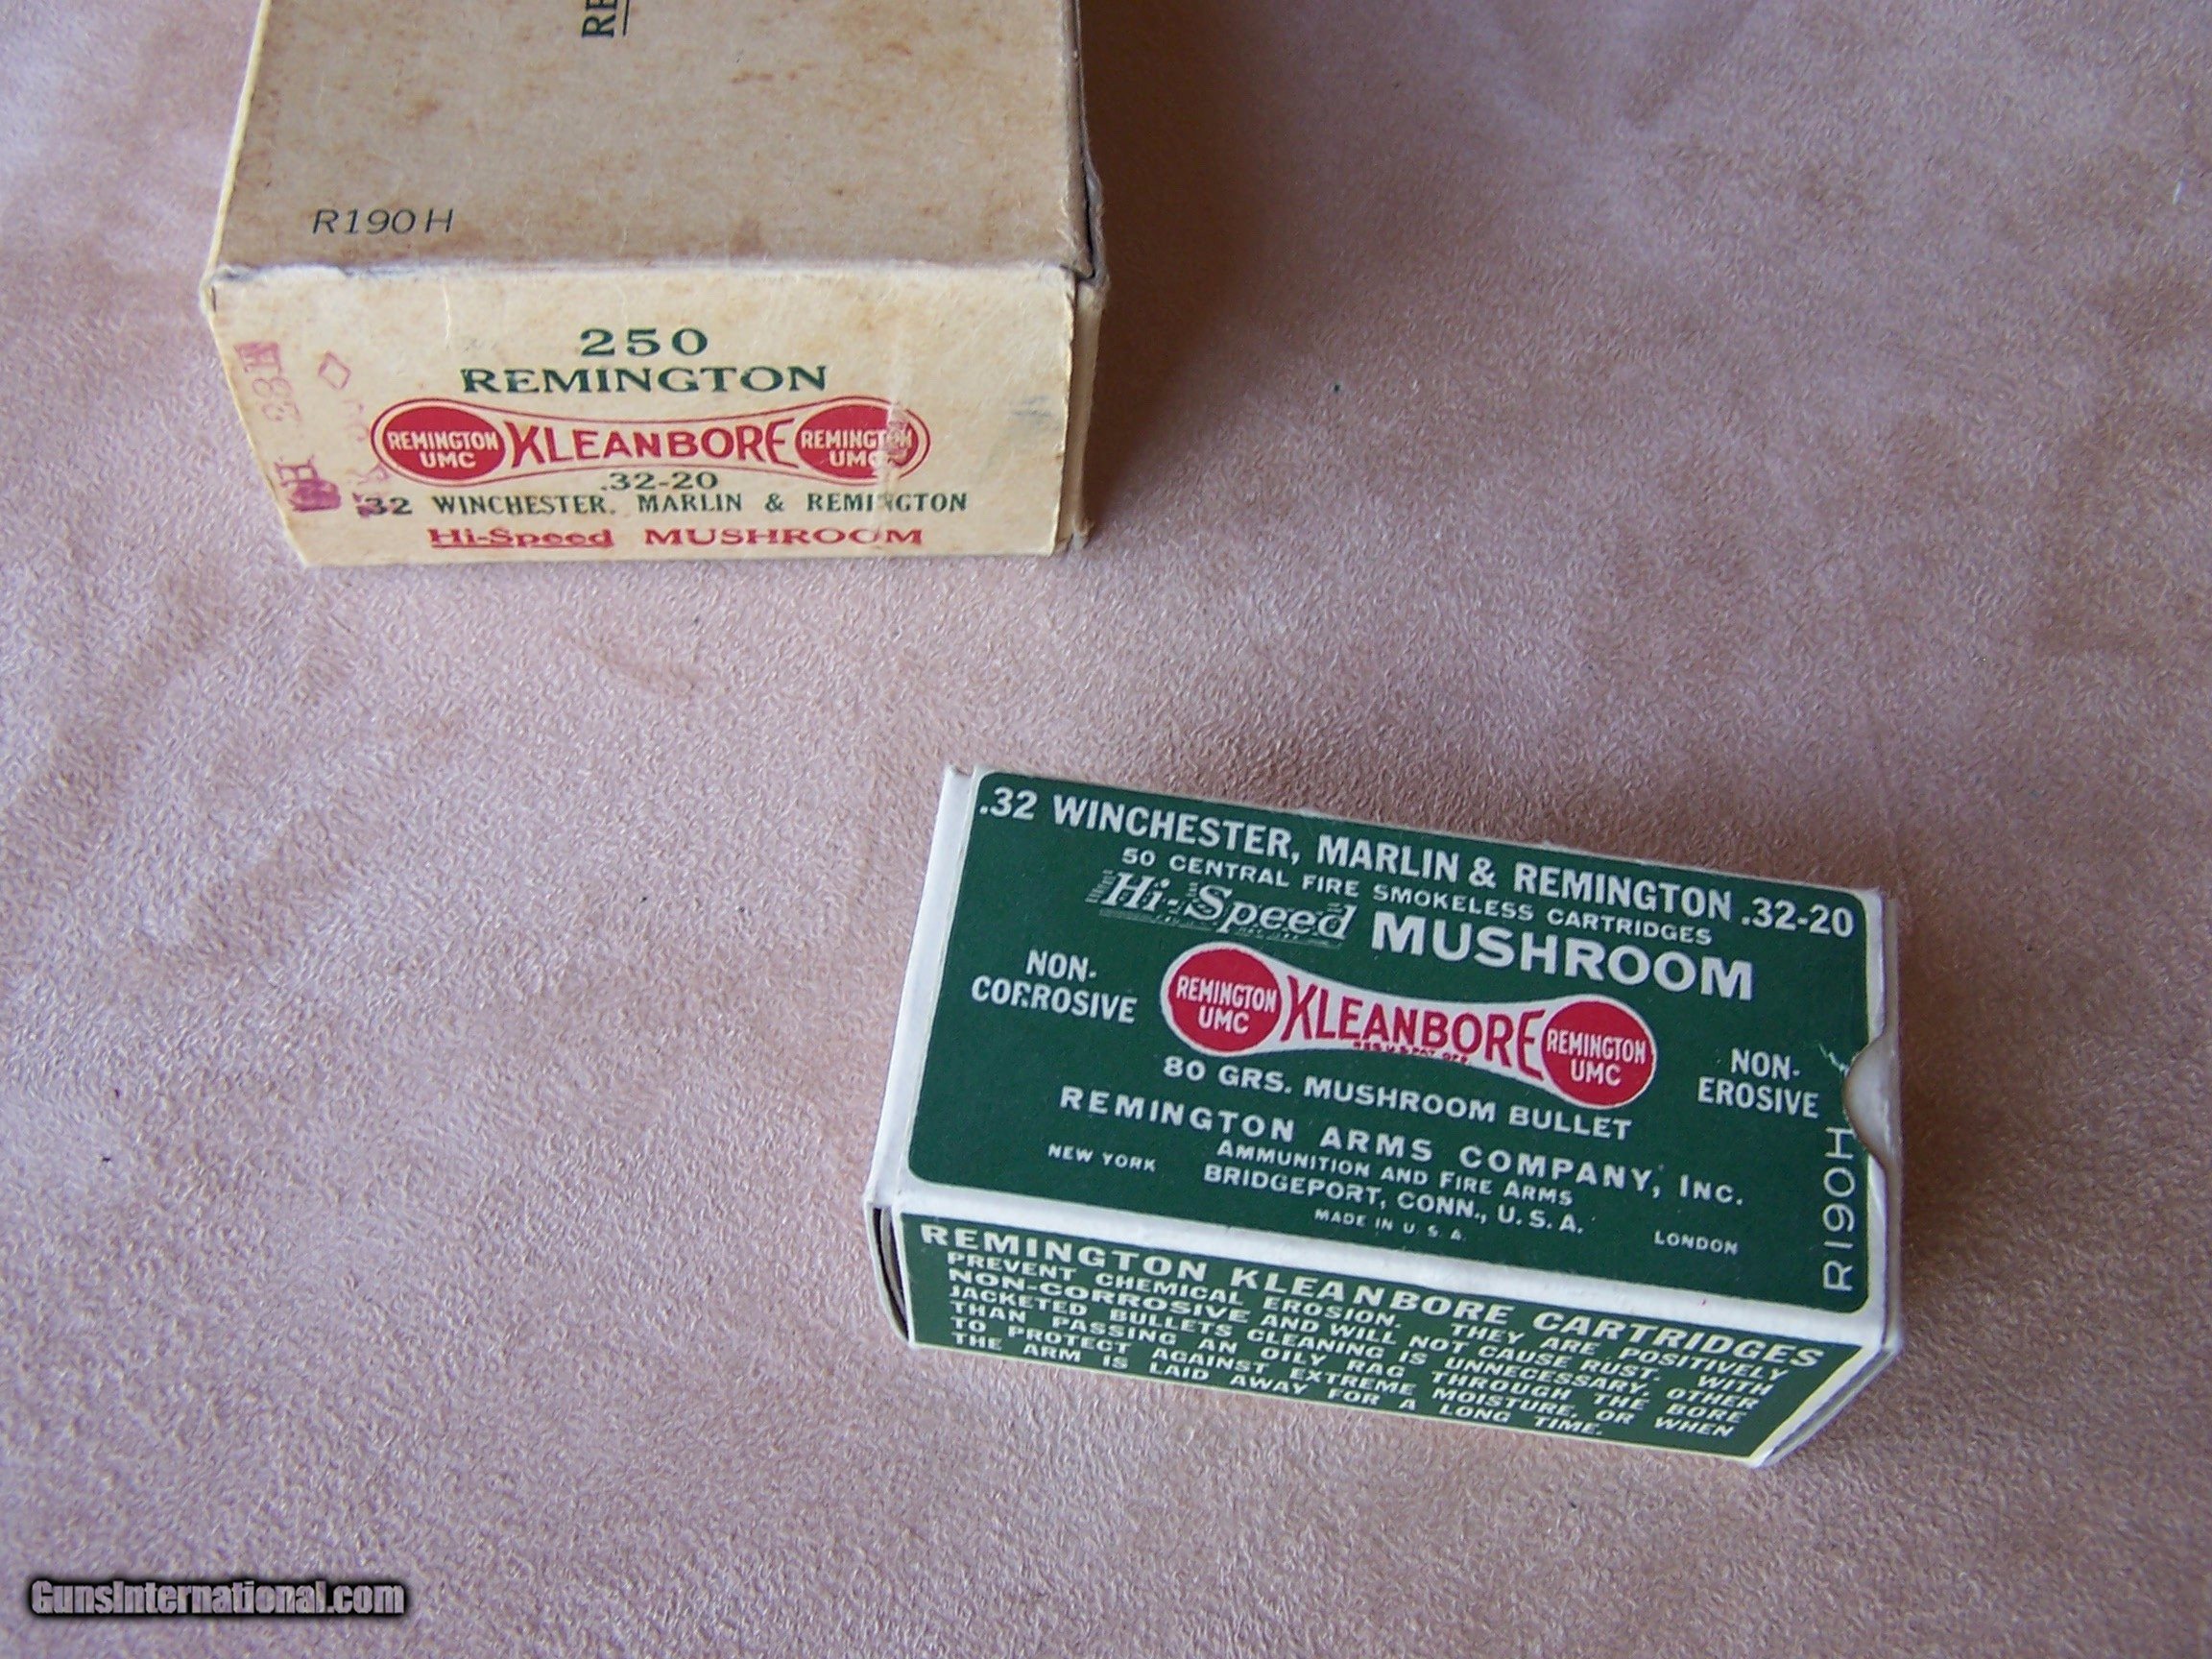 RE
R190H
250
REMINGTON
REMINGTON UMC KLEANBORE REMINGTON UMC
.32-20
.32 WINCHESTER, MARLIN & REMINGTON
Hi-Speed MUSHROOM
.32 WINCHESTER, MARLIN & REMINGTON .32-20
50 CENTRAL FIRE SMOKELESS CARTRIDGES
Hi-Speed MUSHROOM
NON-
CORROSIVE
REMINGTON UMC KLEANBORE REMINGTON UMC
REG. U.S. PAT. OFF.
NON-
EROSIVE
80 GRS. MUSHROOM BULLET
REMINGTON ARMS COMPANY, INC.
AMMUNITION AND FIRE ARMS
NEW YORK BRIDGEPORT, CONN., U.S.A. LONDON
MADE IN U.S.A.
R190H
REMINGTON KLEANBORE CARTRIDGES
PREVENT CHEMICAL EROSION. THEY ARE POSITIVELY
NON-CORROSIVE AND WILL NOT CAUSE RUST. WITH
JACKETED BULLETS CLEANING IS UNNECESSARY, OTHER
THAN PASSING AN OILY RAG THROUGH THE BORE
TO PROTECT AGAINST EXTREME MOISTURE, OR WHEN
THE ARM IS LAID AWAY FOR A LONG TIME.
GunsInternational.com